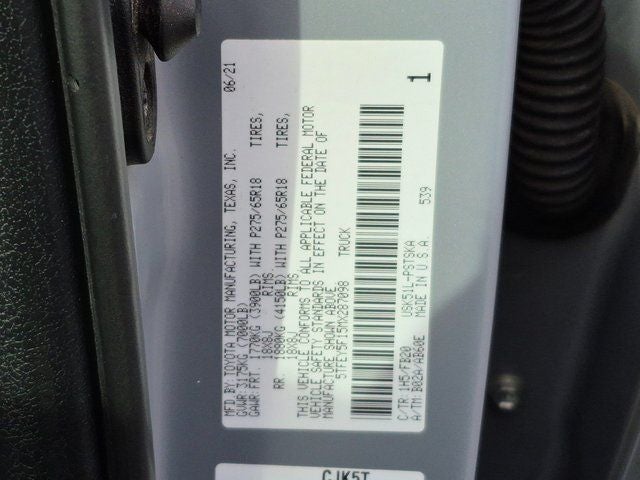 MFD.BY:TOYOTA MOTOR MANUFACTURING, TEXAS, INC. 06/21
GVWR 3175KG (7000LB)
GAWR:FRT. 1770KG (3900LB) WITH P275/65R18 TIRES,
18X8J RIMS
RR. 1880KG (4150LB) WITH P275/65R18 TIRES,
18X8J RIMS
THIS VEHICLE CONFORMS TO ALL APPLICABLE FEDERAL MOTOR
VEHICLE SAFETY STANDARDS IN EFFECT ON THE DATE OF
MANUFACTURE SHOWN ABOVE
5TFEY5F15MX287098 TRUCK
1
C/TR:1H5/FB20 USK51L-PSTSKA
A/TM:B02A/AB60E MADE IN U.S.A. 539
CJK5T